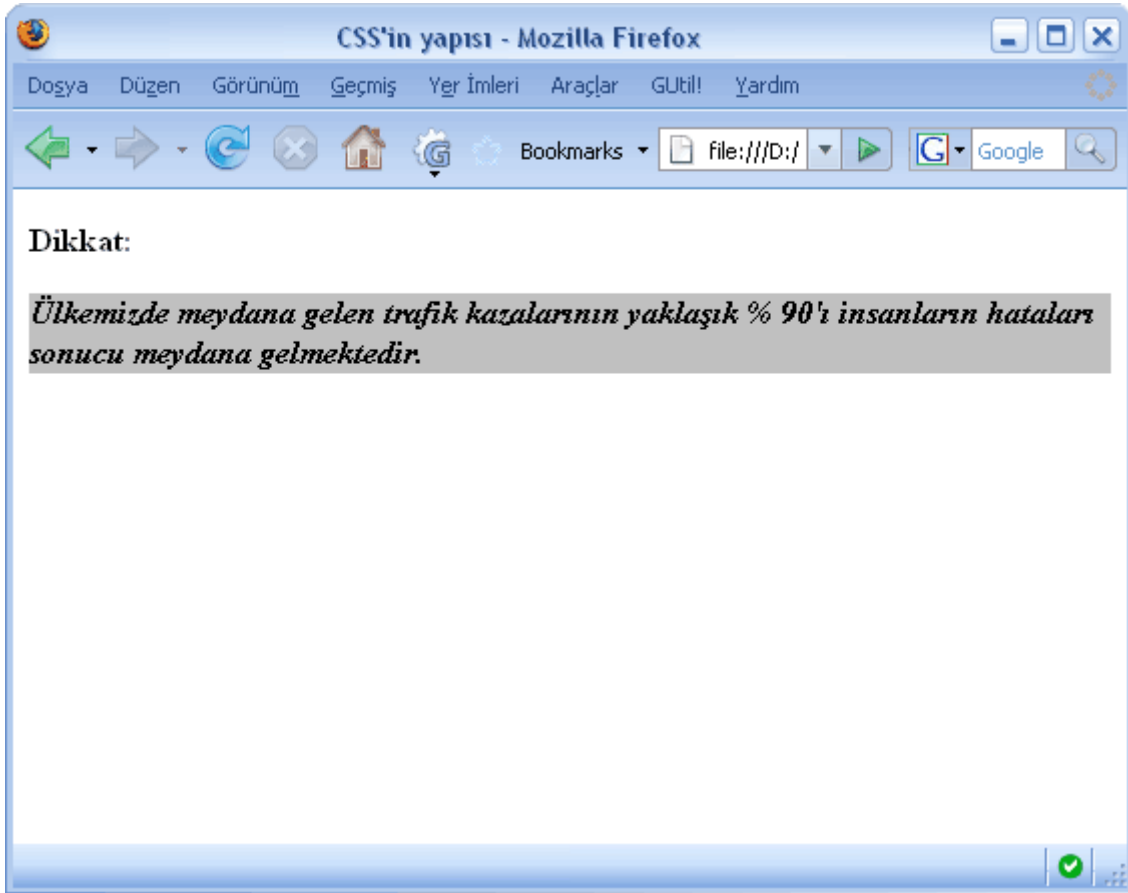 CSS'in yapısı - Mozilla Firefox
Dosya Düzen Görünüm Geçmiş Yer İmleri Araçlar GUtil! Yardım
G Bookmarks file:///D:/ G Google
Dikkat:
Ülkemizde meydana gelen trafik kazalarının yaklaşık % 90'ı insanların hataları
sonucu meydana gelmektedir.